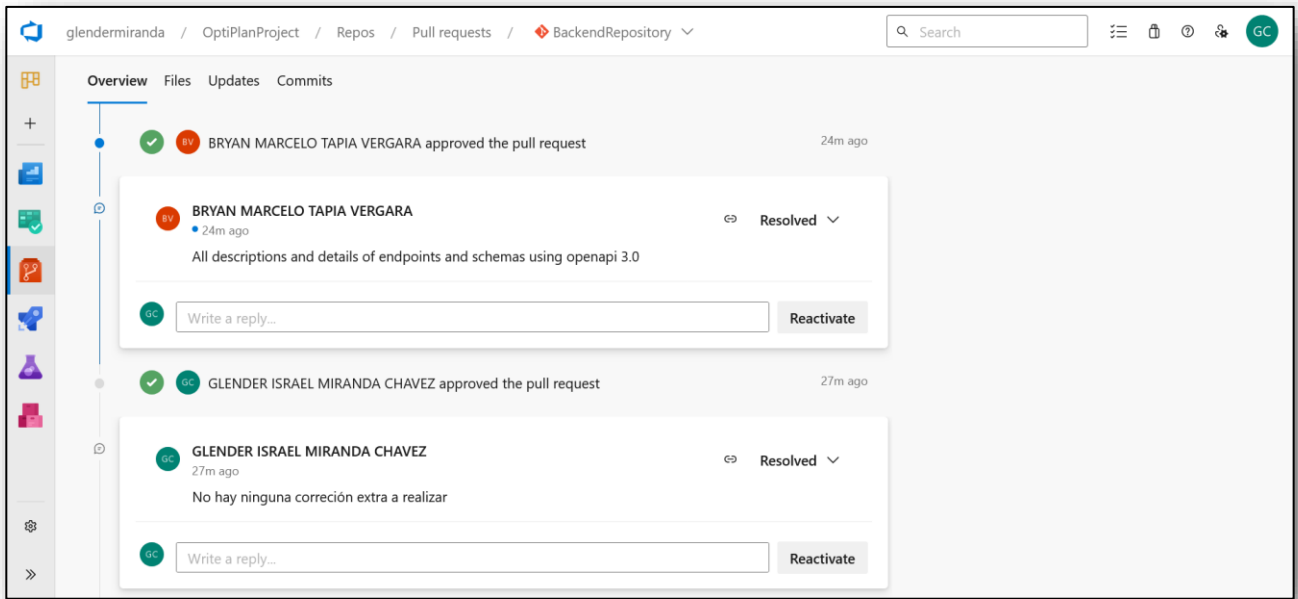 glendermiranda / OptiPlanProject / Repos / Pull requests / BackendRepository
Search
GC
Overview Files Updates Commits
BV BRYAN MARCELO TAPIA VERGARA approved the pull request 24m ago
BV BRYAN MARCELO TAPIA VERGARA
24m ago
Resolved
All descriptions and details of endpoints and schemas using openapi 3.0
GC Write a reply... Reactivate
GC GLENDER ISRAEL MIRANDA CHAVEZ approved the pull request 27m ago
GC GLENDER ISRAEL MIRANDA CHAVEZ
27m ago
Resolved
No hay ninguna correción extra a realizar
GC Write a reply... Reactivate